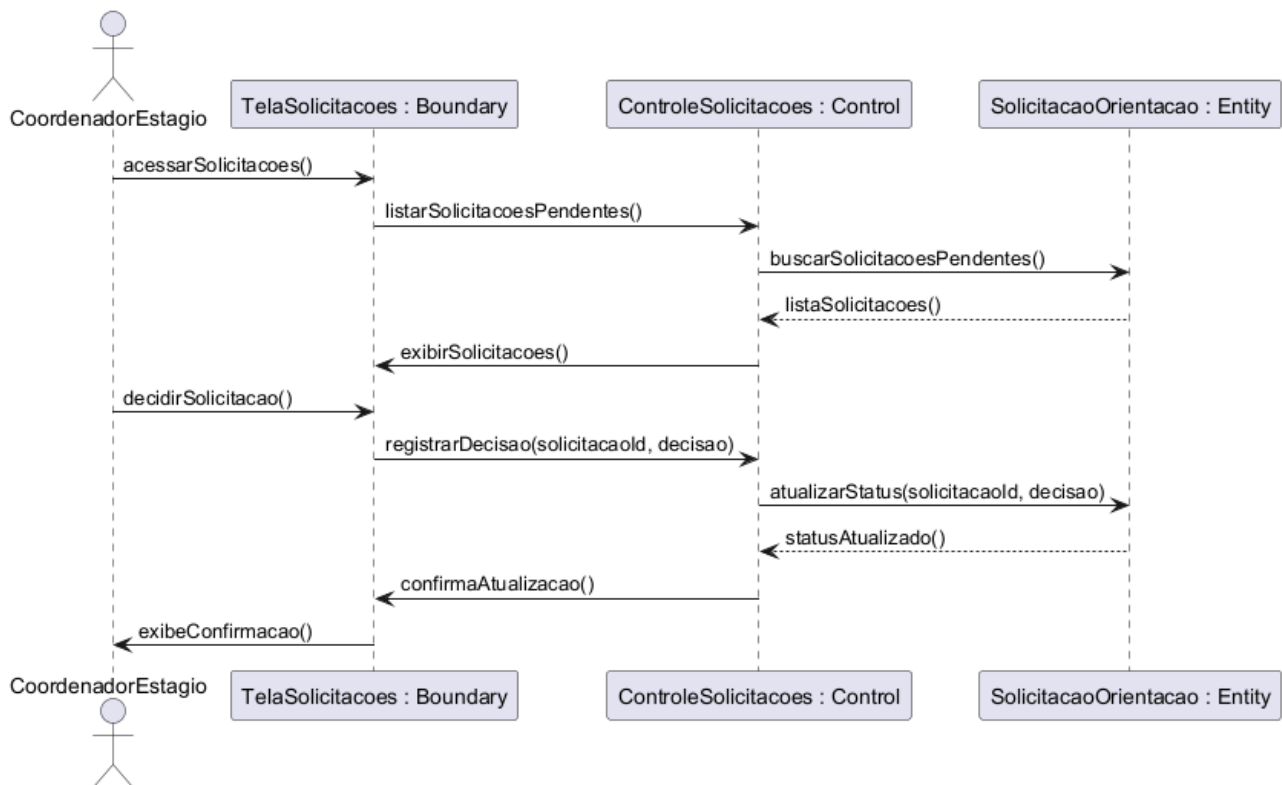 CoordenadorEstagio
TelaSolicitacoes : Boundary
ControleSolicitacoes : Control
SolicitacaoOrientacao : Entity
acessarSolicitacoes()
listarSolicitacoesPendentes()
buscarSolicitacoesPendentes()
listaSolicitacoes()
exibirSolicitacoes()
decidirSolicitacao()
registrarDecisao(solicitacaoId, decisao)
atualizarStatus(solicitacaoId, decisao)
statusAtualizado()
confirmaAtualizacao()
exibeConfirmacao()
CoordenadorEstagio
TelaSolicitacoes : Boundary
ControleSolicitacoes : Control
SolicitacaoOrientacao : Entity